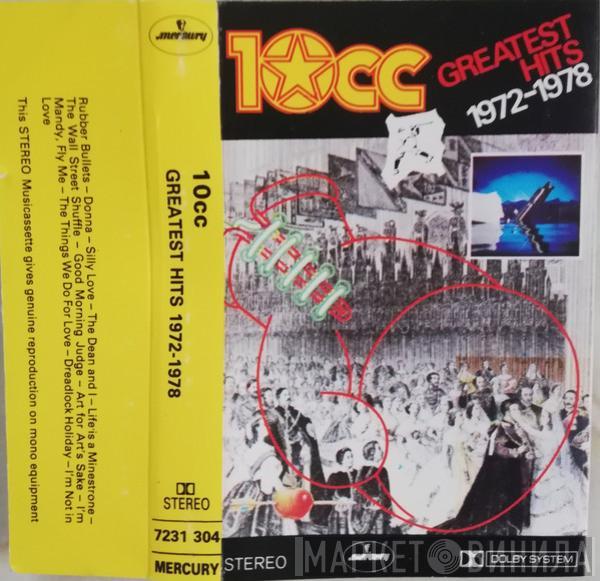 mercury
Rubber Bullets – Donna – Silly Love – The Dean and I – Life is a Minestrone –
The Wall Street Shuffle – Good Morning Judge – Art for Art's Sake – I'm
Mandy, Fly Me – The Things We Do For Love – Dreadlock Holiday – I'm Not in
Love
This STEREO Musicassette gives genuine reproduction on mono equipment
10cc
GREATEST HITS 1972-1978
STEREO
7231 304
MERCURY
10CC
GREATEST
HITS
1972-1978
STEREO
mercury
DOLBY SYSTEM
МАРКЕТ ВИНИЛА